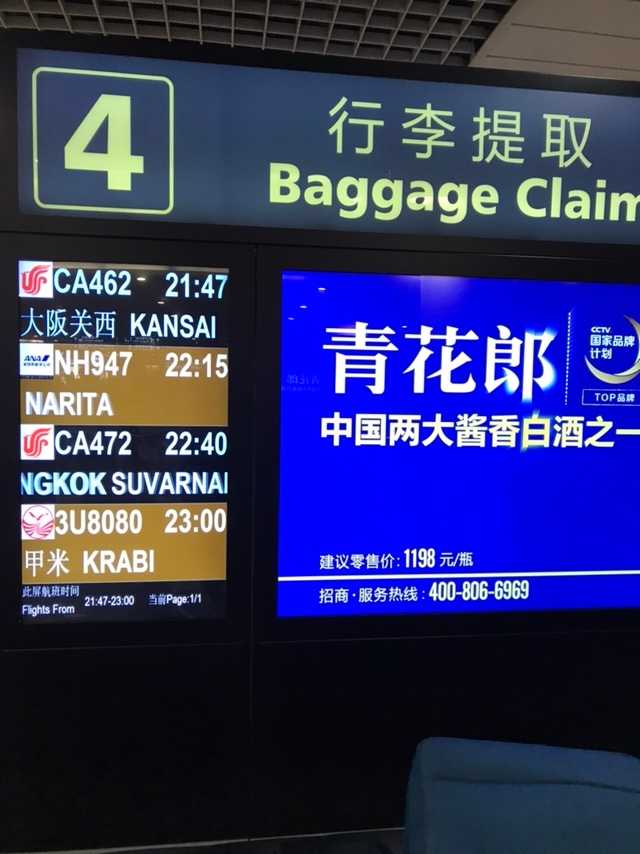 4
行李提取
Baggage Claim
CA462 21:47
大阪关西 KANSAI
ANA NH947 22:15
NARITA
CA472 22:40
NGKOK SUVARNA
3U8080 23:00
甲米 KRABI
此屏航班时间
Flights From 21:47-23:00 当前Page:1/1
青花郎
CCTV
国家品牌
计划
TOP品牌
中国两大酱香白酒之一
建议零售价: 1198 元/瓶
招商·服务热线: 400-806-6969